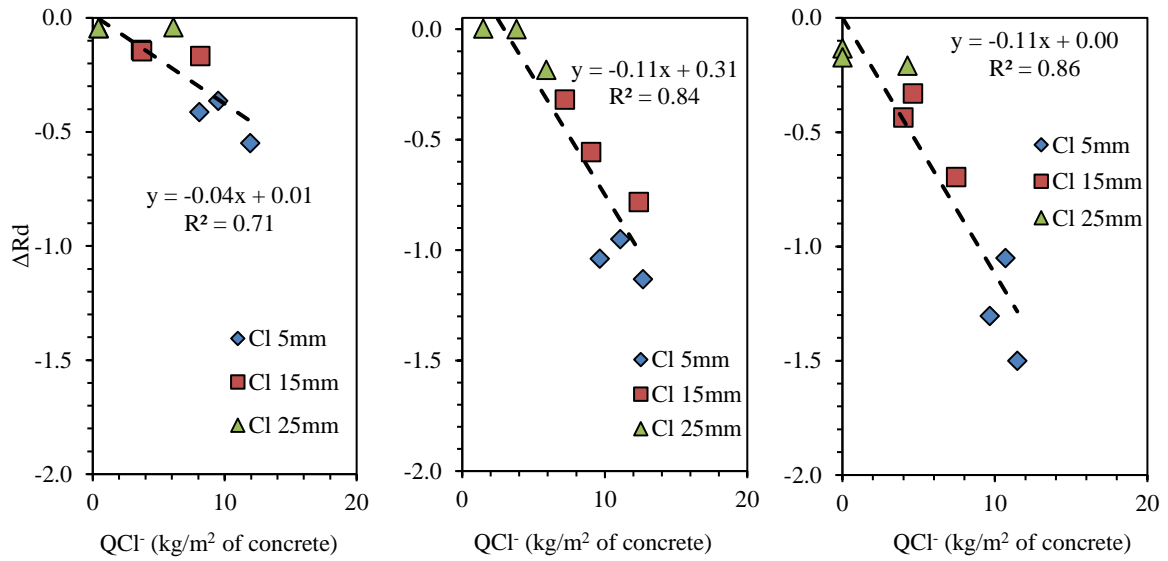 ΔRd
0.0
-0.5
-1.0
-1.5
-2.0
0
10
20
y = -0.04x + 0.01
R² = 0.71
Cl 5mm
Cl 15mm
Cl 25mm
QCl⁻ (kg/m² of concrete)
0.0
-0.5
-1.0
-1.5
-2.0
0
10
20
y = -0.11x + 0.31
R² = 0.84
Cl 5mm
Cl 15mm
Cl 25mm
QCl⁻ (kg/m² of concrete)
0.0
-0.5
-1.0
-1.5
-2.0
0
10
20
y = -0.11x + 0.00
R² = 0.86
Cl 5mm
Cl 15mm
Cl 25mm
QCl⁻ (kg/m² of concrete)